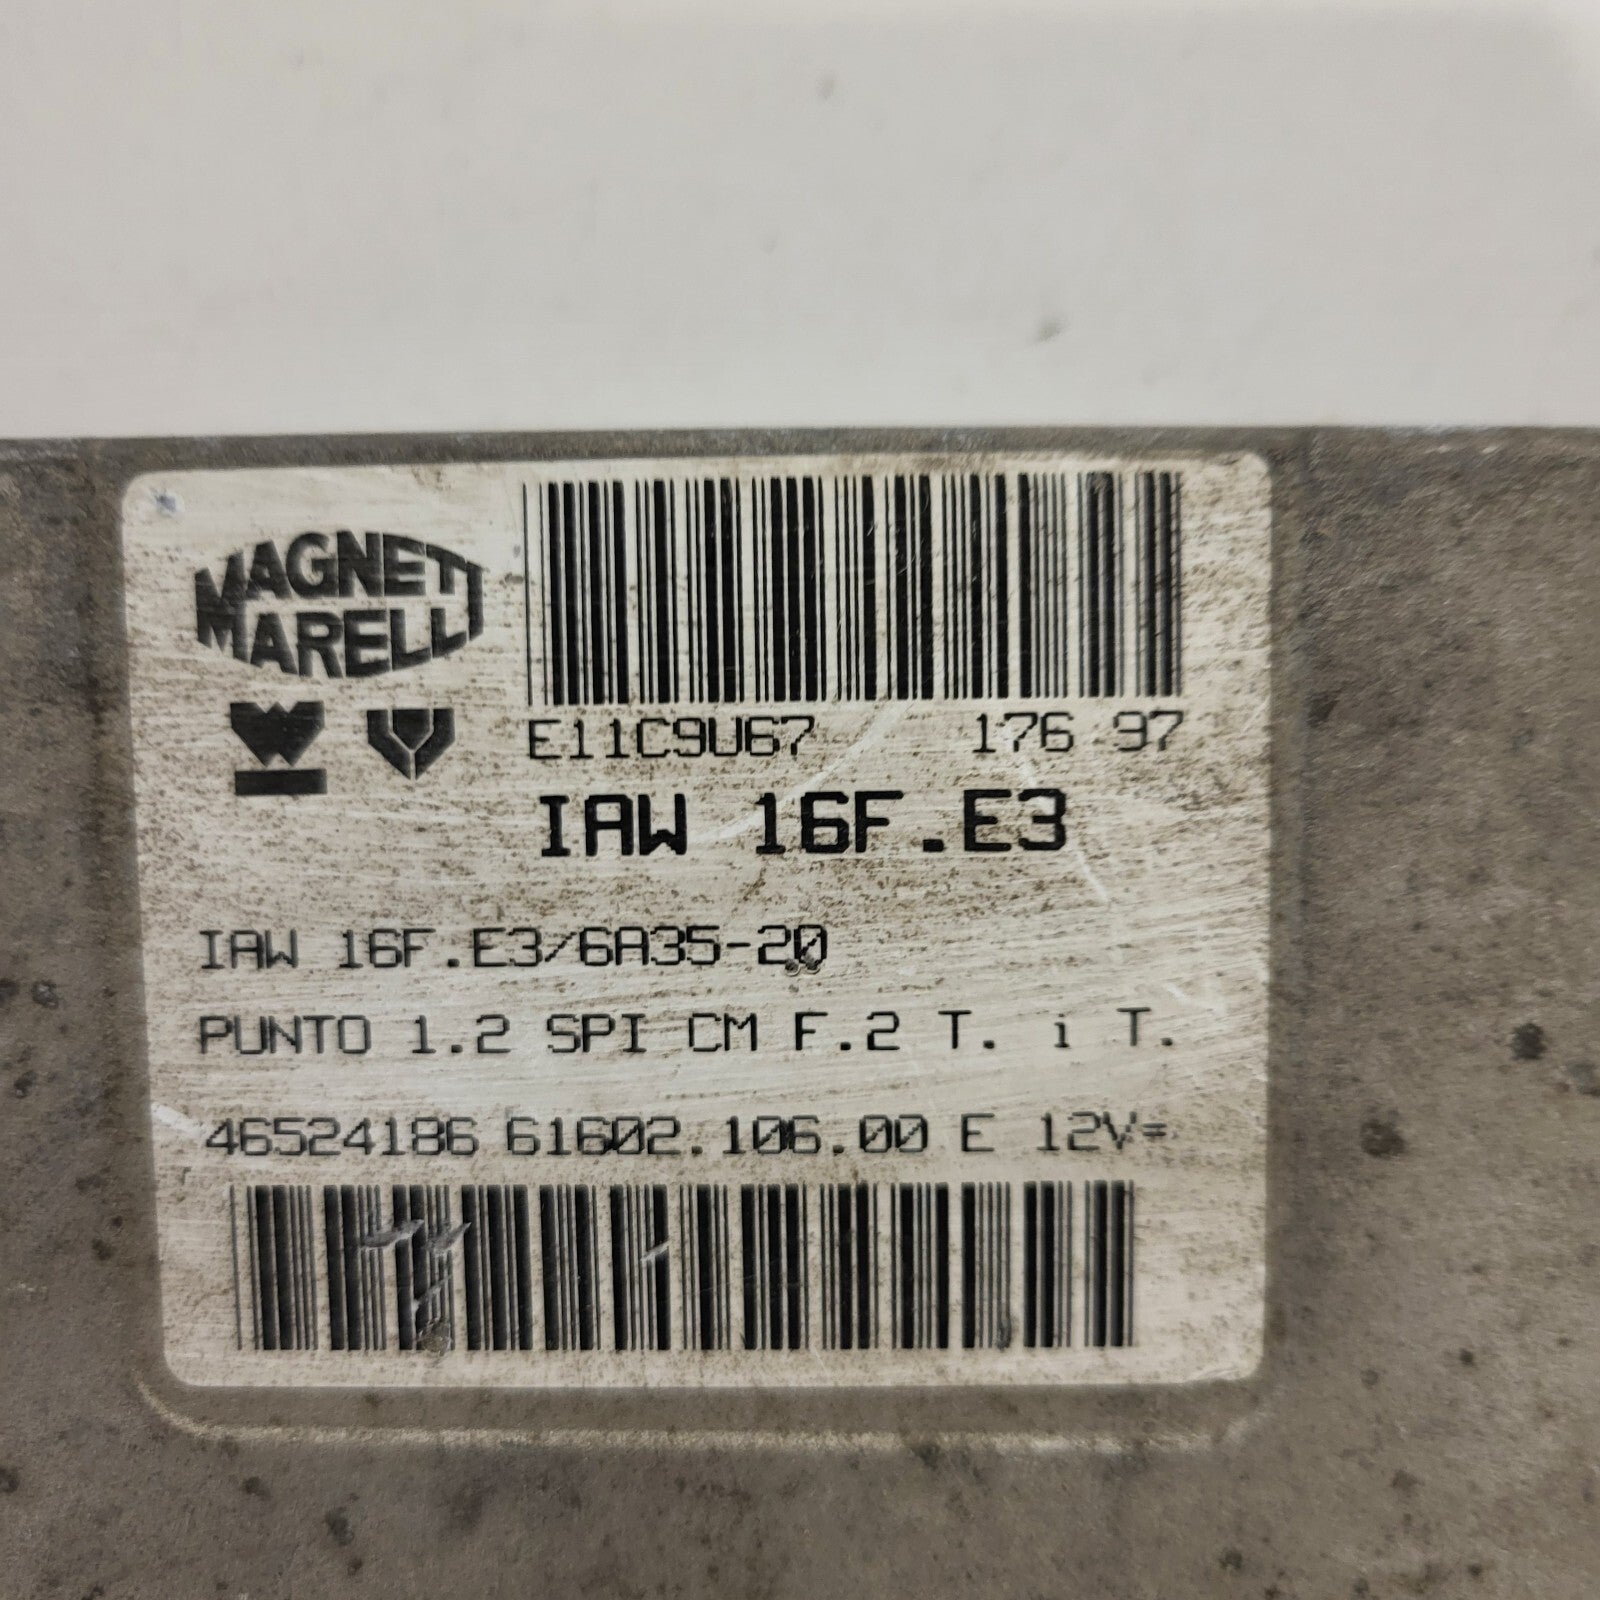 MAGNETI
MARELLI
E11C9U67 176 97
IAW 16F.E3
IAW 16F.E3/6A35-20
PUNTO 1.2 SPI CM F.2 T. i T.
46524186 61602.106.00 E 12V=